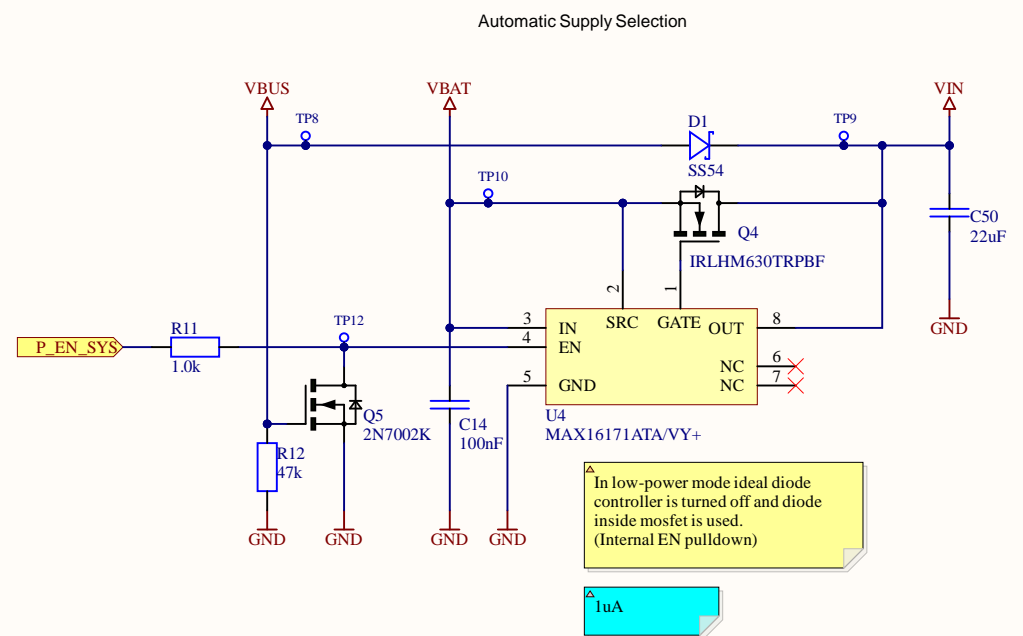 Automatic Supply Selection
VBUS
VBAT
VIN
TP8
D1
TP9
SS54
TP10
Q4
C50
22uF
IRLHM630TRPBF
2
1
GND
SRC
GATE
3
IN
OUT
8
P_EN_SYS
R11
1.0k
TP12
4
EN
NC
6
5
GND
NC
7
Q5
2N7002K
C14
100nF
U4
MAX16171ATA/VY+
R12
47k
GND
GND
GND
GND
In low-power mode ideal diode
controller is turned off and diode
inside mosfet is used.
(Internal EN pulldown)
1uA